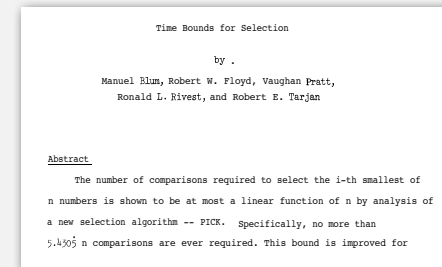 Time Bounds for Selection
by .
Manuel Blum, Robert W. Floyd, Vaughan Pratt,
Ronald L. Rivest, and Robert E. Tarjan
Abstract
The number of comparisons required to select the i-th smallest of
n numbers is shown to be at most a linear function of n by analysis of
a new selection algorithm -- PICK. Specifically, no more than
5.4305 n comparisons are ever required. This bound is improved for